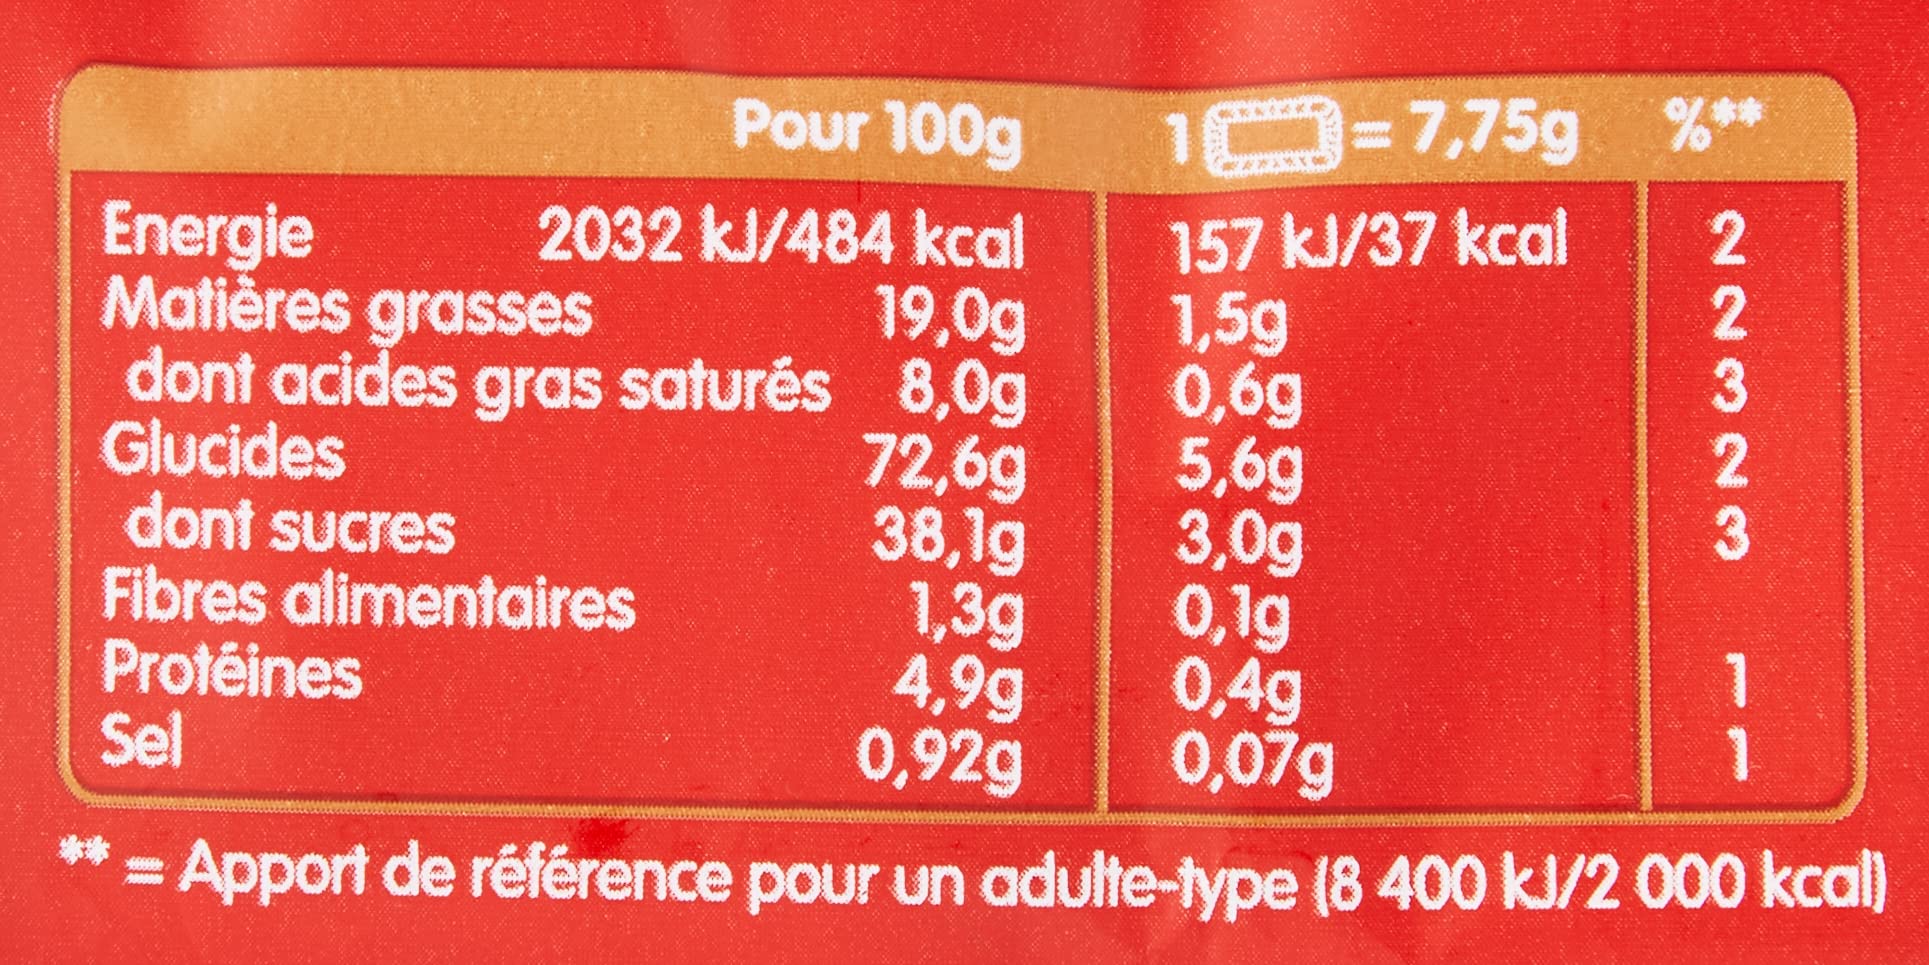 Pour 100g 1 = 7,75g %**
Energie 2032 kJ/484 kcal 157 kJ/37 kcal 2
Matières grasses 19,0g 1,5g 2
dont acides gras saturés 8,0g 0,6g 3
Glucides 72,6g 5,6g 2
dont sucres 38,1g 3,0g 3
Fibres alimentaires 1,3g 0,1g
Protéines 4,9g 0,4g 1
Sel 0,92g 0,07g 1
** = Apport de référence pour un adulte-type (8 400 kJ/2 000 kcal)